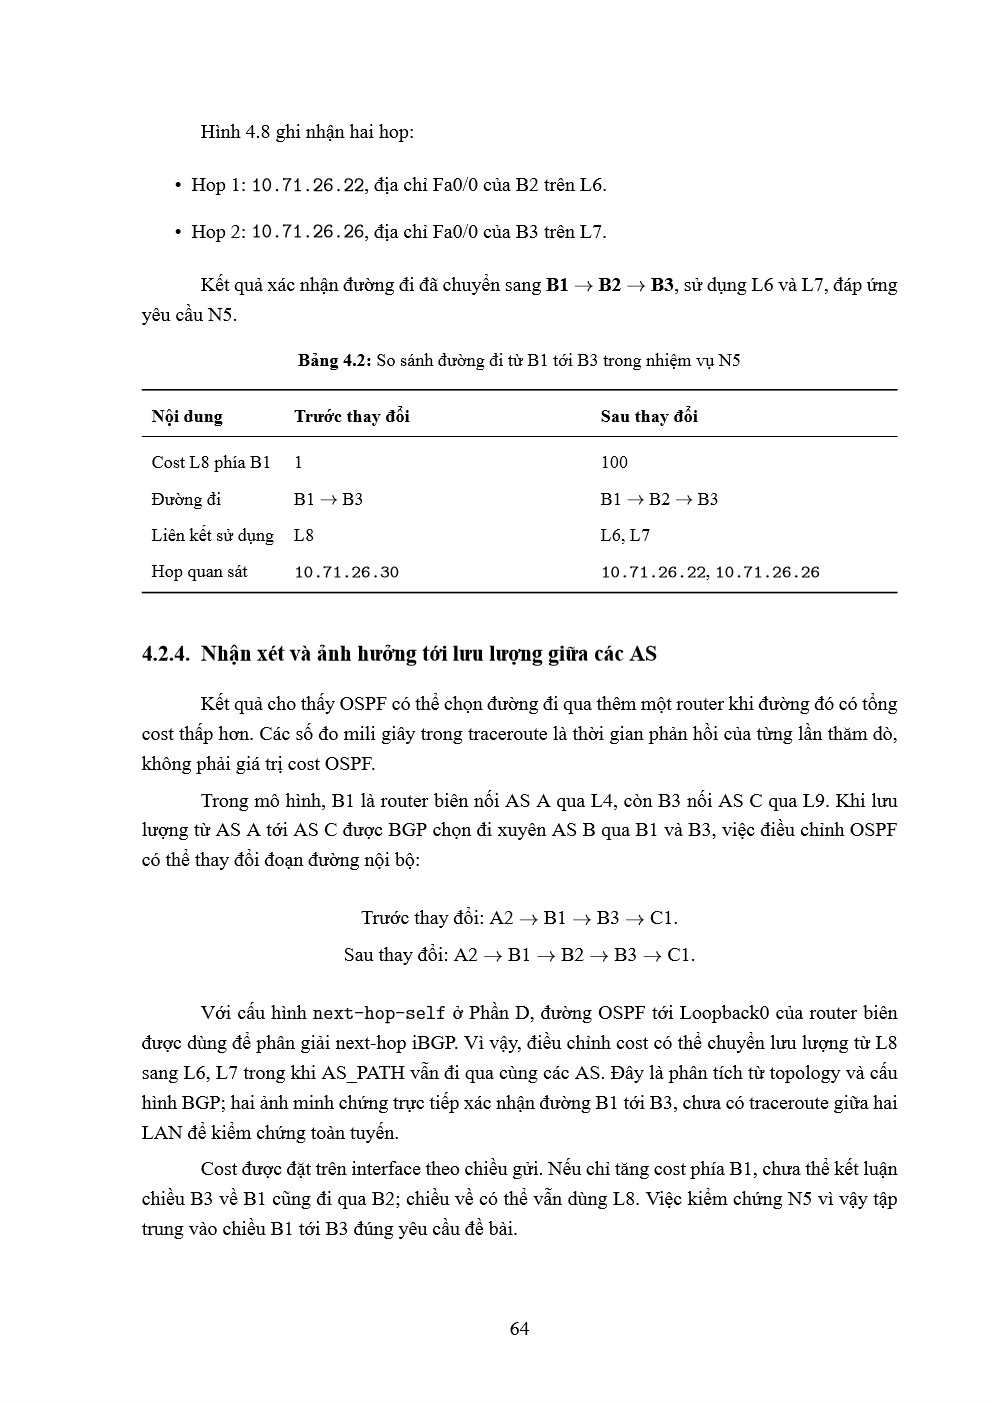 Hình 4.8 ghi nhận hai hop:
• Hop 1: 10.71.26.22, địa chỉ Fa0/0 của B2 trên L6.
• Hop 2: 10.71.26.26, địa chỉ Fa0/0 của B3 trên L7.
Kết quả xác nhận đường đi đã chuyển sang B1 → B2 → B3, sử dụng L6 và L7, đáp ứng
yêu cầu N5.
Bảng 4.2: So sánh đường đi từ B1 tới B3 trong nhiệm vụ N5
Nội dung Trước thay đổi Sau thay đổi
Cost L8 phía B1 1 100
Đường đi B1 → B3 B1 → B2 → B3
Liên kết sử dụng L8 L6, L7
Hop quan sát 10.71.26.30 10.71.26.22, 10.71.26.26
4.2.4. Nhận xét và ảnh hưởng tới lưu lượng giữa các AS
Kết quả cho thấy OSPF có thể chọn đường đi qua thêm một router khi đường đó có tổng
cost thấp hơn. Các số đo mili giây trong traceroute là thời gian phản hồi của từng lần thăm dò,
không phải giá trị cost OSPF.
Trong mô hình, B1 là router biên nối AS A qua L4, còn B3 nối AS C qua L9. Khi lưu
lượng từ AS A tới AS C được BGP chọn đi xuyên AS B qua B1 và B3, việc điều chỉnh OSPF
có thể thay đổi đoạn đường nội bộ:
Trước thay đổi: A2 → B1 → B3 → C1.
Sau thay đổi: A2 → B1 → B2 → B3 → C1.
Với cấu hình next-hop-self ở Phần D, đường OSPF tới Loopback0 của router biên
được dùng để phân giải next-hop iBGP. Vì vậy, điều chỉnh cost có thể chuyển lưu lượng từ L8
sang L6, L7 trong khi AS_PATH vẫn đi qua cùng các AS. Đây là phân tích từ topology và cấu
hình BGP; hai ảnh minh chứng trực tiếp xác nhận đường B1 tới B3, chưa có traceroute giữa hai
LAN để kiểm chứng toàn tuyến.
Cost được đặt trên interface theo chiều gửi. Nếu chỉ tăng cost phía B1, chưa thể kết luận
chiều B3 về B1 cũng đi qua B2; chiều về có thể vẫn dùng L8. Việc kiểm chứng N5 vì vậy tập
trung vào chiều B1 tới B3 đúng yêu cầu đề bài.
64